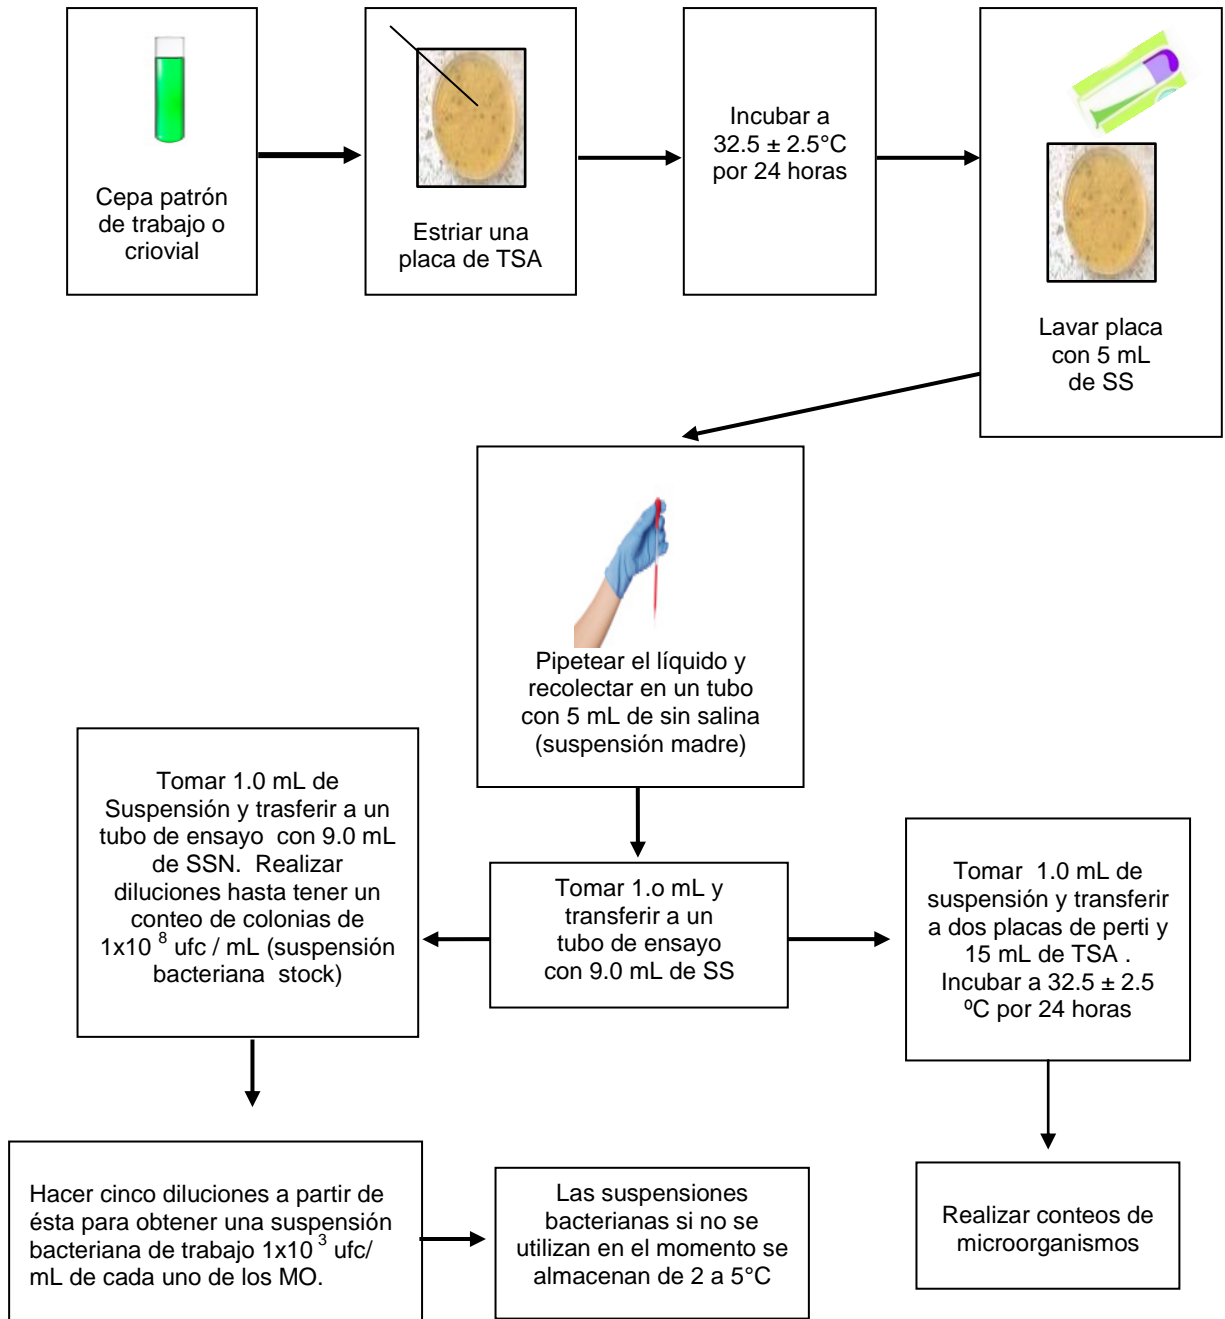 Cepa patrón
de trabajo o
criovial
Estriar una
placa de TSA
Incubar a
32.5 ± 2.5°C
por 24 horas
Lavar placa
con 5 mL
de SS
Pipetear el líquido y
recolectar en un tubo
con 5 mL de sin salina
(suspensión madre)
Tomar 1.0 mL de
Suspensión y trasferir a un
tubo de ensayo con 9.0 mL
de SSN. Realizar
diluciones hasta tener un
conteo de colonias de
1x10 ⁸ ufc / mL (suspensión
bacteriana stock)
Tomar 1.o mL y
transferir a un
tubo de ensayo
con 9.0 mL de SS
Tomar 1.0 mL de
suspensión y transferir
a dos placas de perti y
15 mL de TSA .
Incubar a 32.5 ± 2.5
ºC por 24 horas
Hacer cinco diluciones a partir de
ésta para obtener una suspensión
bacteriana de trabajo 1x10 ³ ufc/
mL de cada uno de los MO.
Las suspensiones
bacterianas si no se
utilizan en el momento se
almacenan de 2 a 5°C
Realizar conteos de
microorganismos